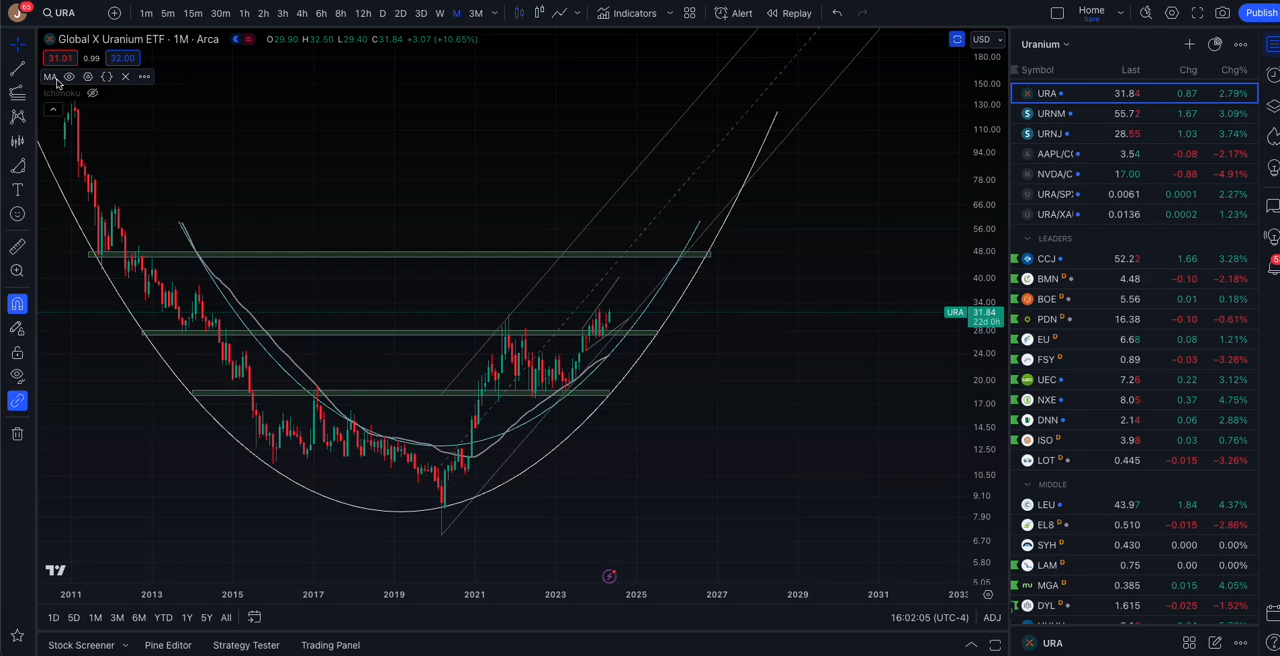 J 65 URA 1m 5m 15m 30m 1h 2h 3h 4h 6h 8h 12h D 2D 3D W M 3M Indicators Alert Replay Home Save Publish
Global X Uranium ETF · 1M · Arca O29.90 H32.50 L29.40 C31.84 +3.07 (+10.65%) USD
31.01 0.99 32.00
MA
Ichimoku
180.00
150.00
130.00
110.00
94.00
78.00
66.00
56.00
48.00
40.00
34.00
URA 31.84
22d 0h
28.00
24.00
20.00
17.00
14.50
12.50
10.50
9.10
7.90
6.70
5.80
5.05
2011 2013 2015 2017 2019 2021 2023 2025 2027 2029 2031 2033
1D 5D 1M 3M 6M YTD 1Y 5Y All 16:02:05 (UTC-4) ADJ
Stock Screener Pine Editor Strategy Tester Trading Panel
Uranium
Symbol Last Chg Chg%
URA 31.84 0.87 2.79%
URNM 55.72 1.67 3.09%
URNJ 28.55 1.03 3.74%
AAPL/C( 3.54 -0.08 -2.17%
NVDA/C 17.00 -0.88 -4.91%
URA/SP 0.0061 0.0001 2.27%
URA/XA 0.0136 0.0002 1.23%
LEADERS
CCJ 52.22 1.66 3.28%
BMN D 4.48 -0.10 -2.18%
BOE D 5.56 0.01 0.18%
PDN D 16.38 -0.10 -0.61%
EU D 6.68 0.08 1.21%
FSY D 0.89 -0.03 -3.26%
UEC 7.26 0.22 3.12%
NXE 8.05 0.37 4.75%
DNN 2.14 0.06 2.88%
ISO D 3.98 0.03 0.76%
LOT D 0.445 -0.015 -3.26%
MIDDLE
LEU 43.97 1.84 4.37%
EL8 D 0.510 -0.015 -2.86%
SYH D 0.430 0.000 0.00%
LAM D 0.75 0.00 0.00%
MGA D 0.385 0.015 4.05%
DYL D 1.615 -0.025 -1.52%
URA